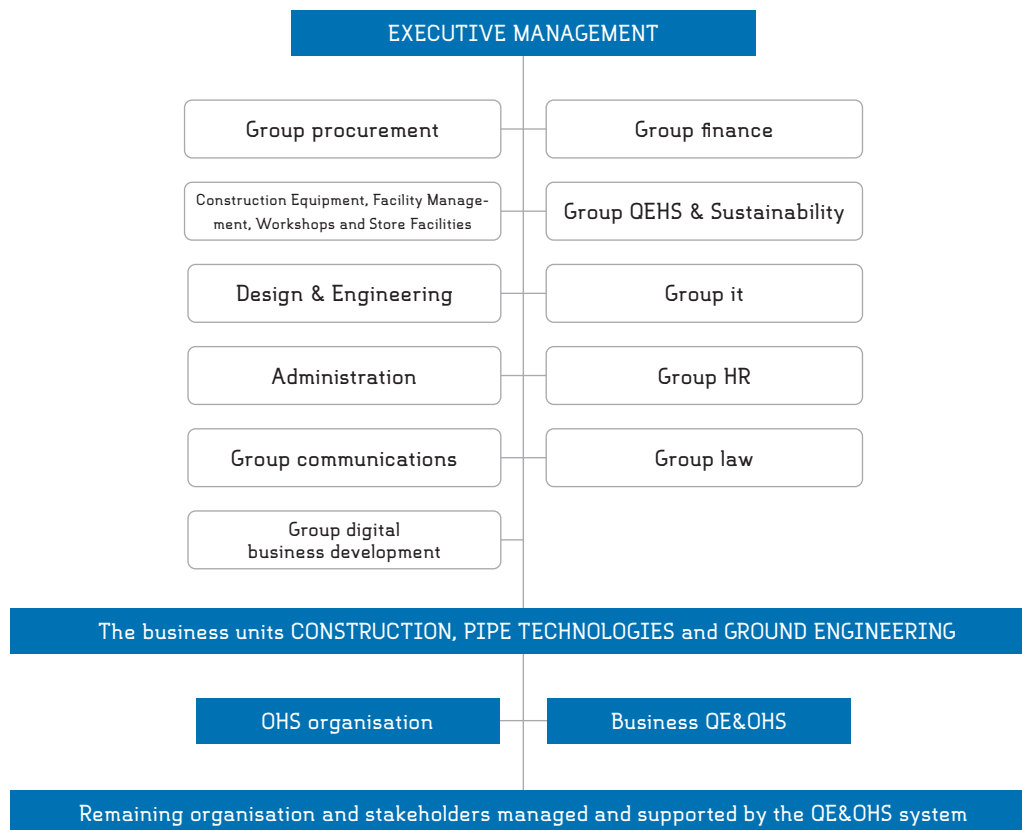 EXECUTIVE MANAGEMENT
Group procurement
Group finance
Construction Equipment, Facility Manage-
ment, Workshops and Store Facilities
Group QEHS & Sustainability
Design & Engineering
Group it
Administration
Group HR
Group communications
Group law
Group digital
business development
The business units CONSTRUCTION, PIPE TECHNOLOGIES and GROUND ENGINEERING
OHS organisation
Business QE&OHS
Remaining organisation and stakeholders managed and supported by the QE&OHS system